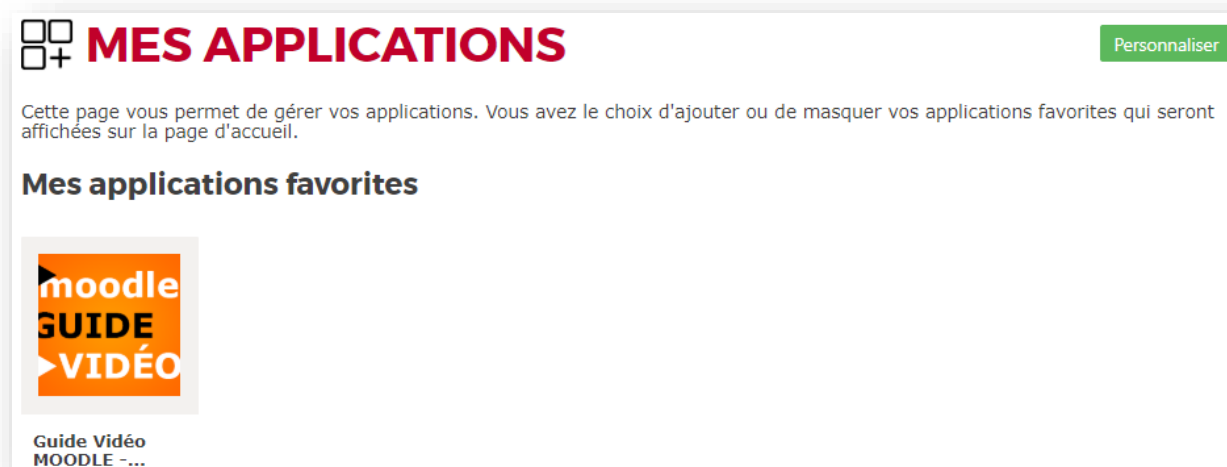 MES APPLICATIONS
Personnaliser
Cette page vous permet de gérer vos applications. Vous avez le choix d'ajouter ou de masquer vos applications favorites qui seront
affichées sur la page d'accueil.
Mes applications favorites
moodle
GUIDE
VIDÉO
Guide Vidéo
MOODLE -...